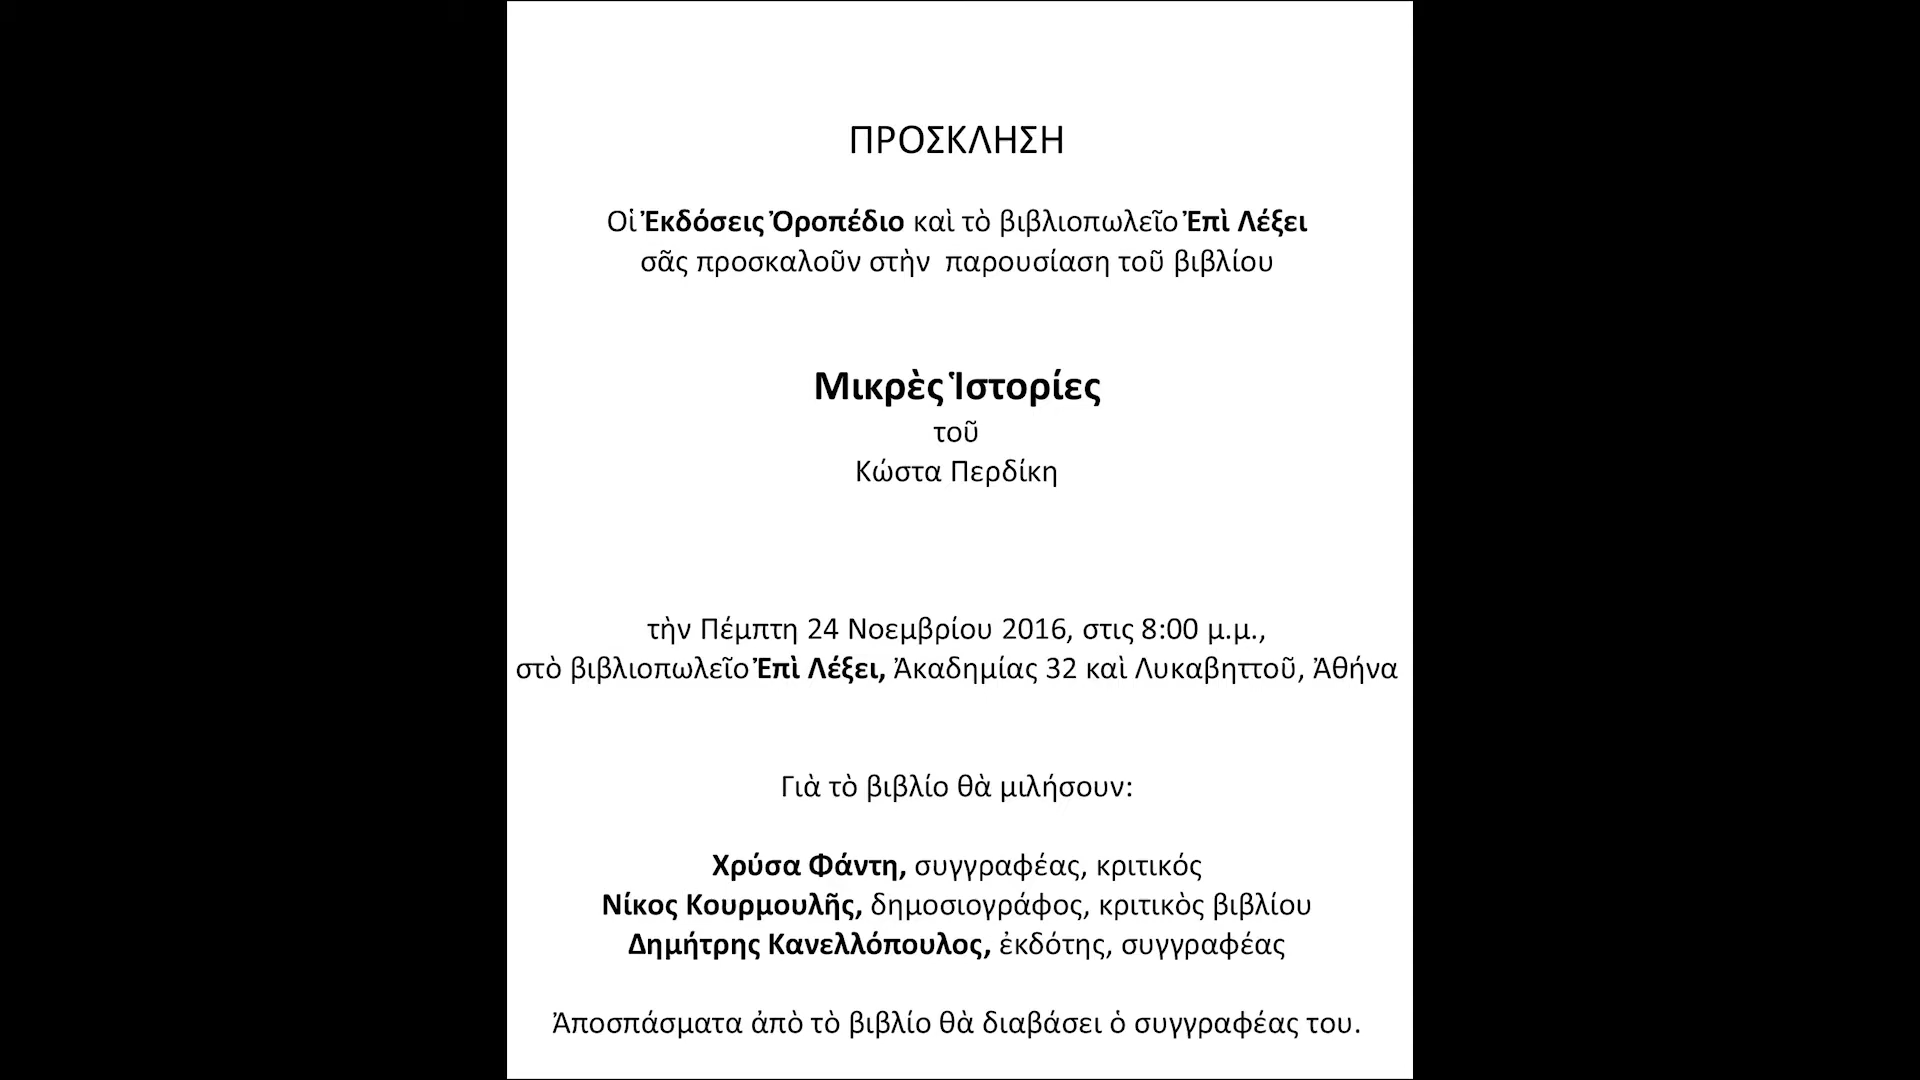 ΠΡΟΣΚΛΗΣΗ
Οἱ Ἐκδόσεις Ὀροπέδιο καὶ τὸ βιβλιοπωλεῖο Ἐπὶ Λέξει
σᾶς προσκαλοῦν στὴν παρουσίαση τοῦ βιβλίου
Μικρὲς Ἱστορίες
τοῦ
Κώστα Περδίκη
τὴν Πέμπτη 24 Νοεμβρίου 2016, στις 8:00 μ.μ.,
στὸ βιβλιοπωλεῖο Ἐπὶ Λέξει, Ἀκαδημίας 32 καὶ Λυκαβηττοῦ, Ἀθήνα
Γιὰ τὸ βιβλίο θὰ μιλήσουν:
Χρύσα Φάντη, συγγραφέας, κριτικός
Νίκος Κουρμουλῆς, δημοσιογράφος, κριτικὸς βιβλίου
Δημήτρης Κανελλόπουλος, ἐκδότης, συγγραφέας
Ἀποσπάσματα ἀπὸ τὸ βιβλίο θὰ διαβάσει ὁ συγγραφέας του.